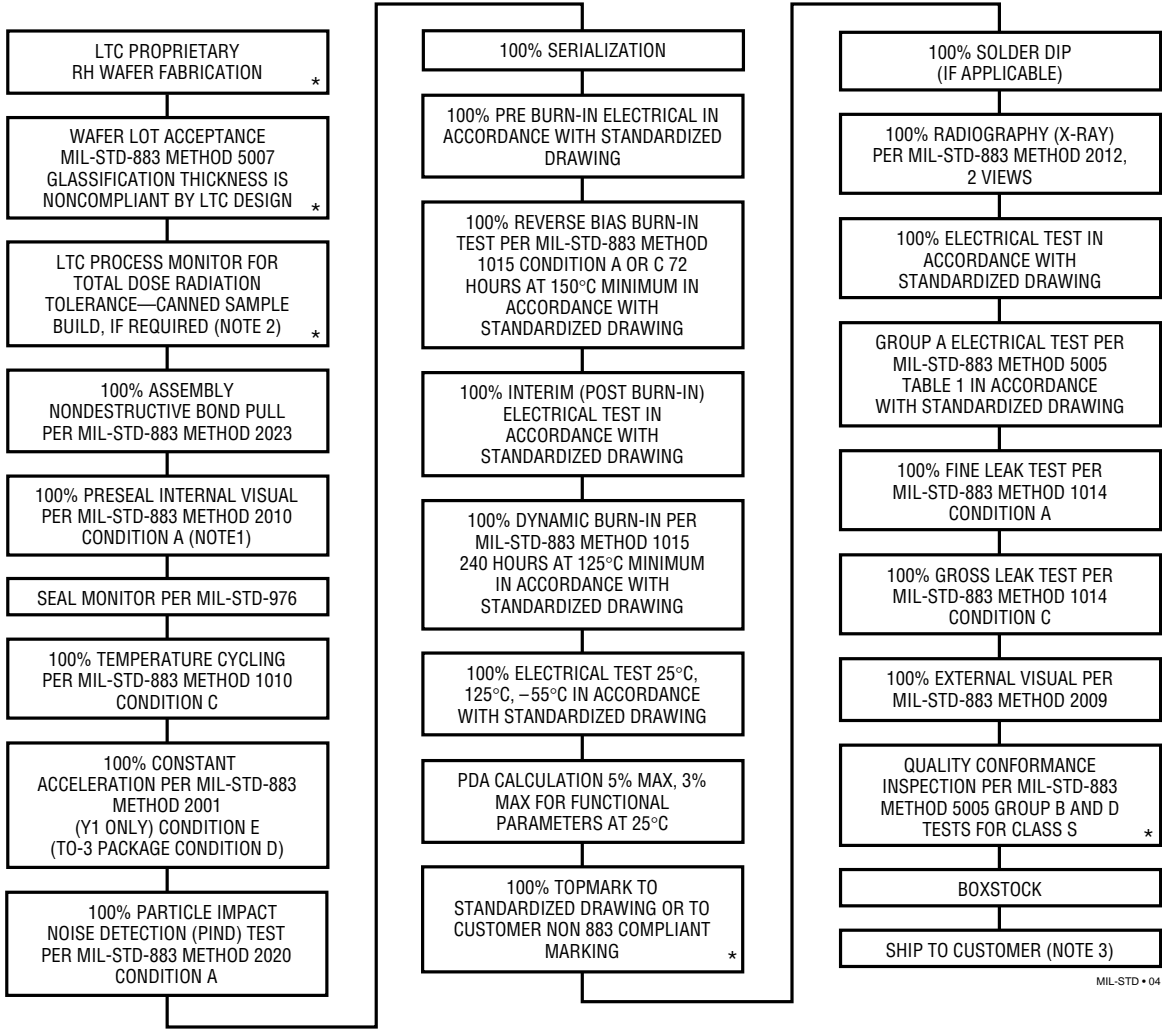 LTC PROPRIETARY
RH WAFER FABRICATION
*
WAFER LOT ACCEPTANCE
MIL-STD-883 METHOD 5007
GLASSIFICATION THICKNESS IS
NONCOMPLIANT BY LTC DESIGN
*
LTC PROCESS MONITOR FOR
TOTAL DOSE RADIATION
TOLERANCE—CANNED SAMPLE
BUILD, IF REQUIRED (NOTE 2)
*
100% ASSEMBLY
NONDESTRUCTIVE BOND PULL
PER MIL-STD-883 METHOD 2023
100% PRESEAL INTERNAL VISUAL
PER MIL-STD-883 METHOD 2010
CONDITION A (NOTE1)
SEAL MONITOR PER MIL-STD-976
100% TEMPERATURE CYCLING
PER MIL-STD-883 METHOD 1010
CONDITION C
100% CONSTANT
ACCELERATION PER MIL-STD-883
METHOD 2001
(Y1 ONLY) CONDITION E
(TO-3 PACKAGE CONDITION D)
100% PARTICLE IMPACT
NOISE DETECTION (PIND) TEST
PER MIL-STD-883 METHOD 2020
CONDITION A
100% SERIALIZATION
100% PRE BURN-IN ELECTRICAL IN
ACCORDANCE WITH STANDARDIZED
DRAWING
100% REVERSE BIAS BURN-IN
TEST PER MIL-STD-883 METHOD
1015 CONDITION A OR C 72
HOURS AT 150°C MINIMUM IN
ACCORDANCE WITH
STANDARDIZED DRAWING
100% INTERIM (POST BURN-IN)
ELECTRICAL TEST IN
ACCORDANCE WITH
STANDARDIZED DRAWING
100% DYNAMIC BURN-IN PER
MIL-STD-883 METHOD 1015
240 HOURS AT 125°C MINIMUM
IN ACCORDANCE WITH
STANDARDIZED DRAWING
100% ELECTRICAL TEST 25°C,
125°C, –55°C IN ACCORDANCE
WITH STANDARDIZED DRAWING
PDA CALCULATION 5% MAX, 3%
MAX FOR FUNCTIONAL
PARAMETERS AT 25°C
100% TOPMARK TO
STANDARDIZED DRAWING OR TO
CUSTOMER NON 883 COMPLIANT
MARKING
*
100% SOLDER DIP
(IF APPLICABLE)
100% RADIOGRAPHY (X-RAY)
PER MIL-STD-883 METHOD 2012,
2 VIEWS
100% ELECTRICAL TEST IN
ACCORDANCE WITH
STANDARDIZED DRAWING
GROUP A ELECTRICAL TEST PER
MIL-STD-883 METHOD 5005
TABLE 1 IN ACCORDANCE
WITH STANDARDIZED DRAWING
100% FINE LEAK TEST PER
MIL-STD-883 METHOD 1014
CONDITION A
100% GROSS LEAK TEST PER
MIL-STD-883 METHOD 1014
CONDITION C
100% EXTERNAL VISUAL PER
MIL-STD-883 METHOD 2009
QUALITY CONFORMANCE
INSPECTION PER MIL-STD-883
METHOD 5005 GROUP B AND D
TESTS FOR CLASS S
*
BOXSTOCK
SHIP TO CUSTOMER (NOTE 3)
MIL-STD • 04